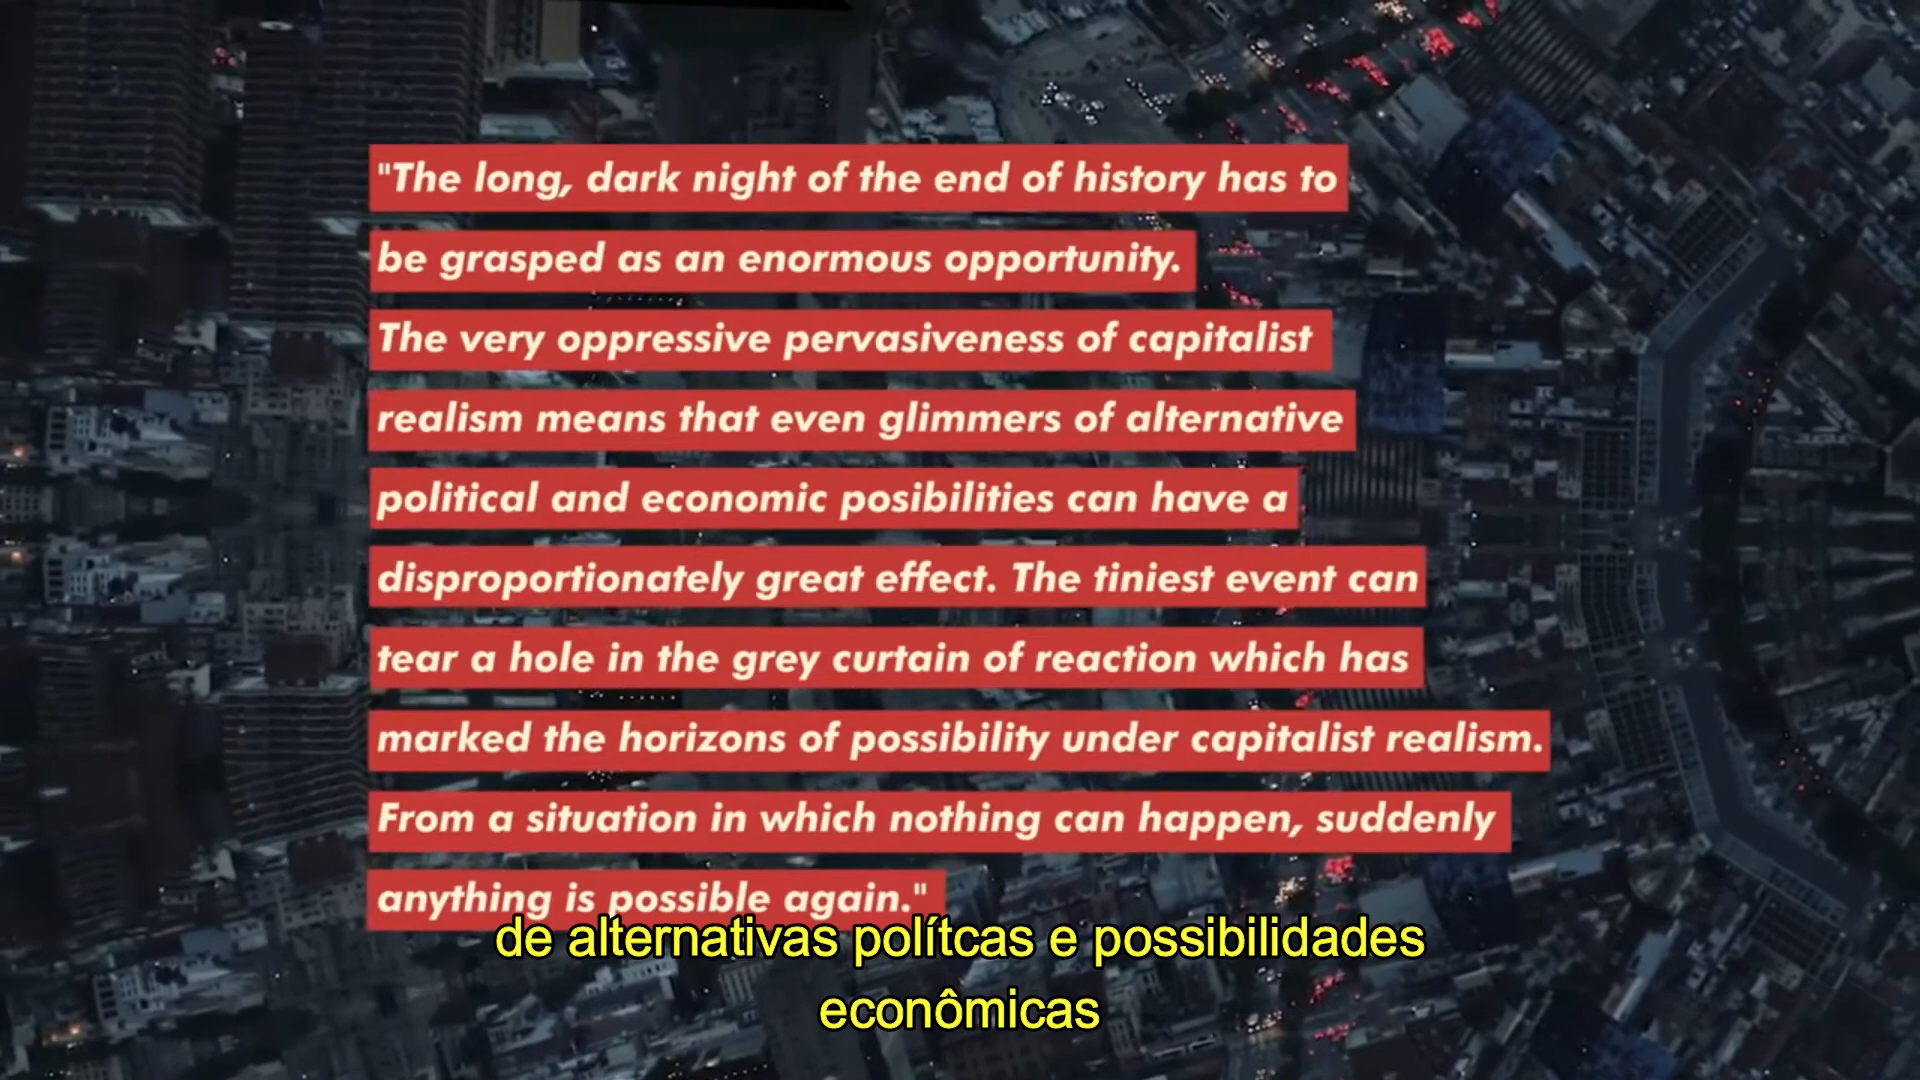 "The long, dark night of the end of history has to
be grasped as an enormous opportunity.
The very oppressive pervasiveness of capitalist
realism means that even glimmers of alternative
political and economic posibilities can have a
disproportionately great effect. The tiniest event can
tear a hole in the grey curtain of reaction which has
marked the horizons of possibility under capitalist realism.
From a situation in which nothing can happen, suddenly
anything is possible again."
de alternativas polítcas e possibilidades
econômicas